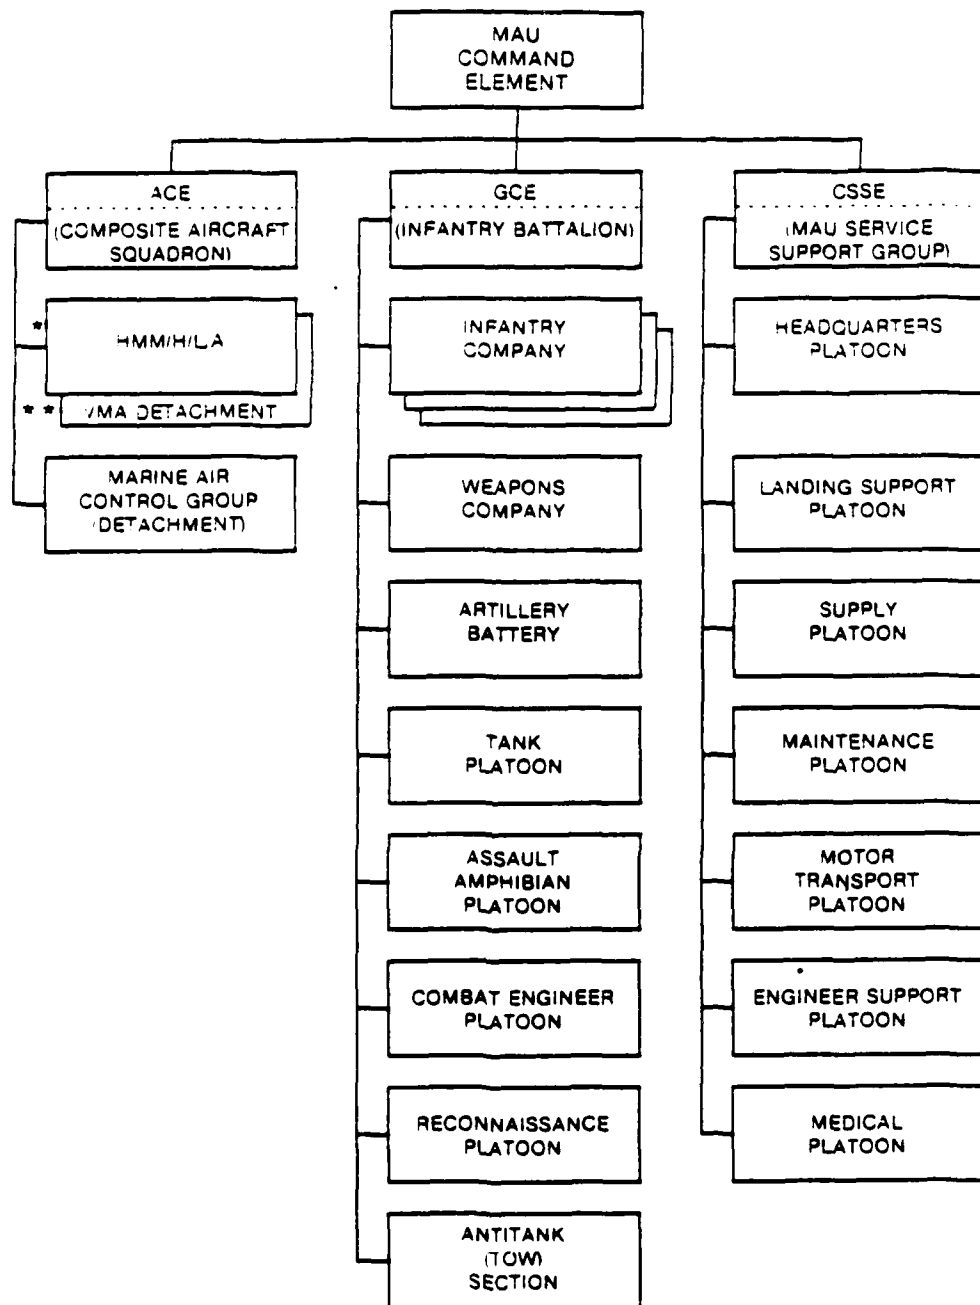 MAU
COMMAND
ELEMENT
ACE
(COMPOSITE AIRCRAFT
SQUADRON)
*
HMM/H/LA
* *
VMA DETACHMENT
MARINE AIR
CONTROL GROUP
(DETACHMENT)
GCE
(INFANTRY BATTALION)
INFANTRY
COMPANY
WEAPONS
COMPANY
ARTILLERY
BATTERY
TANK
PLATOON
ASSAULT
AMPHIBIAN
PLATOON
COMBAT ENGINEER
PLATOON
RECONNAISSANCE
PLATOON
ANTITANK
(TOW)
SECTION
CSSE
(MAU SERVICE
SUPPORT GROUP)
HEADQUARTERS
PLATOON
LANDING SUPPORT
PLATOON
SUPPLY
PLATOON
MAINTENANCE
PLATOON
MOTOR
TRANSPORT
PLATOON
ENGINEER SUPPORT
PLATOON
MEDICAL
PLATOON